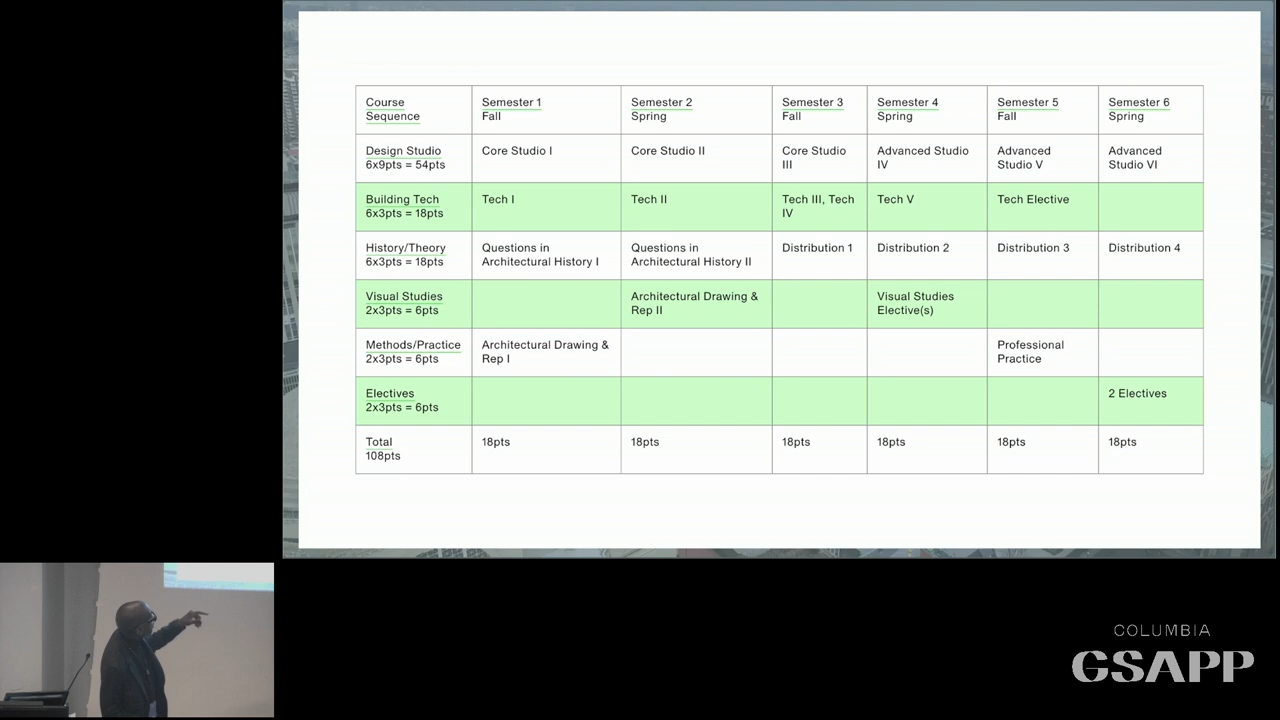 Course Sequence
Semester 1 Fall
Semester 2 Spring
Semester 3 Fall
Semester 4 Spring
Semester 5 Fall
Semester 6 Spring
Design Studio
6x9pts = 54pts
Core Studio I
Core Studio II
Core Studio III
Advanced Studio IV
Advanced Studio V
Advanced Studio VI
Building Tech
6x3pts = 18pts
Tech I
Tech II
Tech III, Tech IV
Tech V
Tech Elective
History/Theory
6x3pts = 18pts
Questions in Architectural History I
Questions in Architectural History II
Distribution 1
Distribution 2
Distribution 3
Distribution 4
Visual Studies
2x3pts = 6pts
Architectural Drawing & Rep II
Visual Studies Elective(s)
Methods/Practice
2x3pts = 6pts
Architectural Drawing & Rep I
Professional Practice
Electives
2x3pts = 6pts
2 Electives
Total
108pts
18pts
18pts
18pts
18pts
18pts
18pts
COLUMBIA
GSAPP